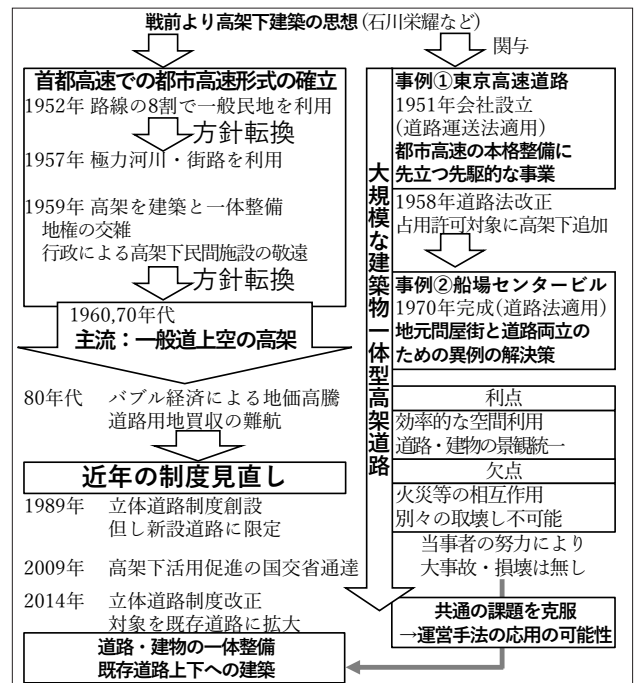 戦前より高架下建築の思想(石川栄耀など)
関与
首都高速での都市高速形式の確立
1952年 路線の8割で一般民地を利用
方針転換
1957年 極力河川・街路を利用
1959年 高架を建築と一体整備
地権の交雑
行政による高架下民間施設の敬遠
方針転換
1960,70年代
主流：一般道上空の高架
80年代 バブル経済による地価高騰
道路用地買収の難航
近年の制度見直し
1989年 立体道路制度創設
但し新設道路に限定
2009年 高架下活用促進の国交省通達
2014年 立体道路制度改正
対象を既存道路に拡大
道路・建物の一体整備
既存道路上下への建築
大規模な建築物一体型高架道路
事例①東京高速道路
1951年会社設立
(道路運送法適用)
都市高速の本格整備に
先立つ先駆的な事業
1958年道路法改正
占用許可対象に高架下追加
事例②船場センタービル
1970年完成(道路法適用)
地元問屋街と道路両立の
ための異例の解決策
利点
効率的な空間利用
道路・建物の景観統一
欠点
火災等の相互作用
別々の取壊し不可能
当事者の努力により
大事故・損壊は無し
共通の課題を克服
→運営手法の応用の可能性